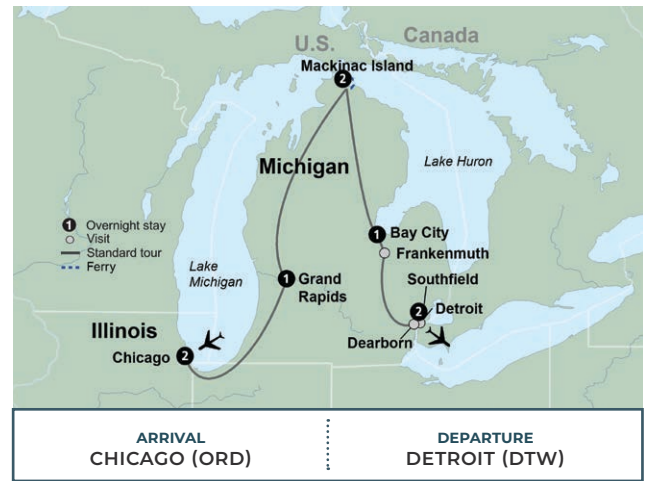 U.S.
Canada
Mackinac Island
2
Michigan
Lake Huron
1 Overnight stay
Visit
Standard tour
Ferry
1 Bay City
Frankenmuth
Lake
Michigan
1 Grand
Rapids
Southfield
2 Detroit
Dearborn
Illinois
Chicago 2
ARRIVAL
CHICAGO (ORD)
DEPARTURE
DETROIT (DTW)